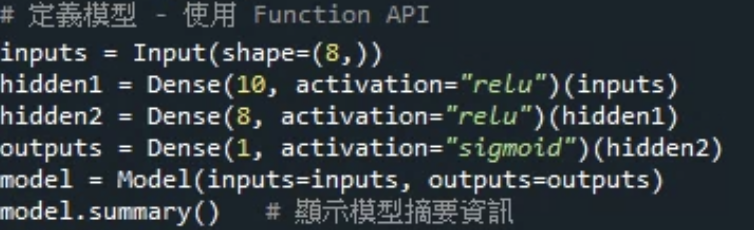 # 定義模型 - 使用 Function API
inputs = Input(shape=(8,))
hidden1 = Dense(10, activation="relu")(inputs)
hidden2 = Dense(8, activation="relu")(hidden1)
outputs = Dense(1, activation="sigmoid")(hidden2)
model = Model(inputs=inputs, outputs=outputs)
model.summary()   # 顯示模型摘要資訊